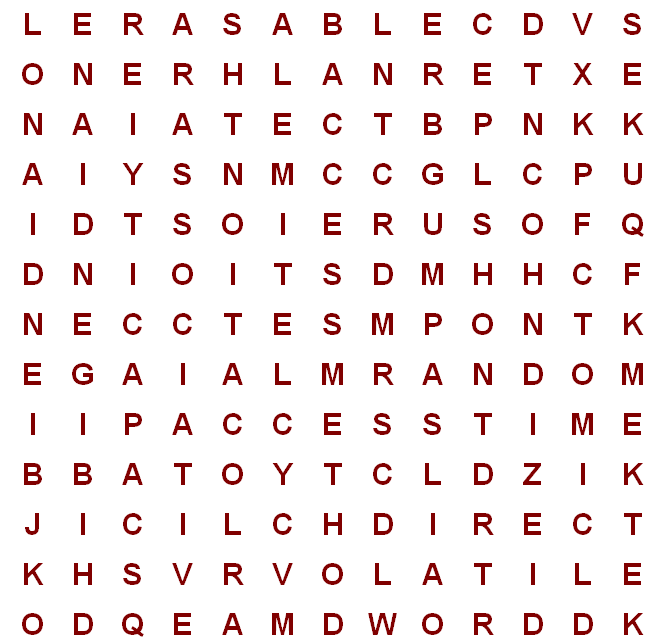 L E R A S A B L E C D V S
O N E R H L A N R E T X E
N A I A T E C T B P N K K
A I Y S N M C C G L C P U
I D T S O I E R U S O F Q
D N I O I T S D M H H C F
N E C C T E S M P O N T K
E G A I A L M R A N D O M
I I P A C C E S S T I M E
B B A T O Y T C L D Z I K
J I C I L C H D I R E C T
K H S V R V O L A T I L E
O D Q E A M D W O R D D K